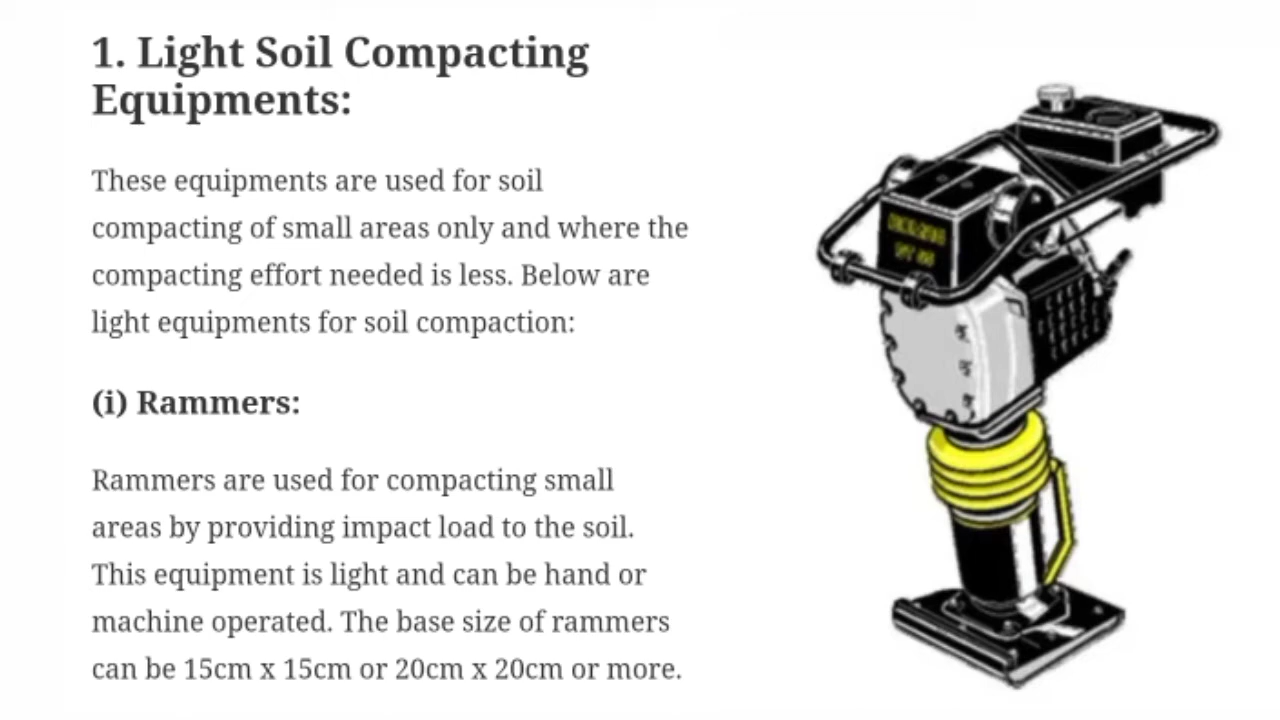 1. Light Soil Compacting
Equipments:
These equipments are used for soil
compacting of small areas only and where the
compacting effort needed is less. Below are
light equipments for soil compaction:
(i) Rammers:
Rammers are used for compacting small
areas by providing impact load to the soil.
This equipment is light and can be hand or
machine operated. The base size of rammers
can be 15cm x 15cm or 20cm x 20cm or more.